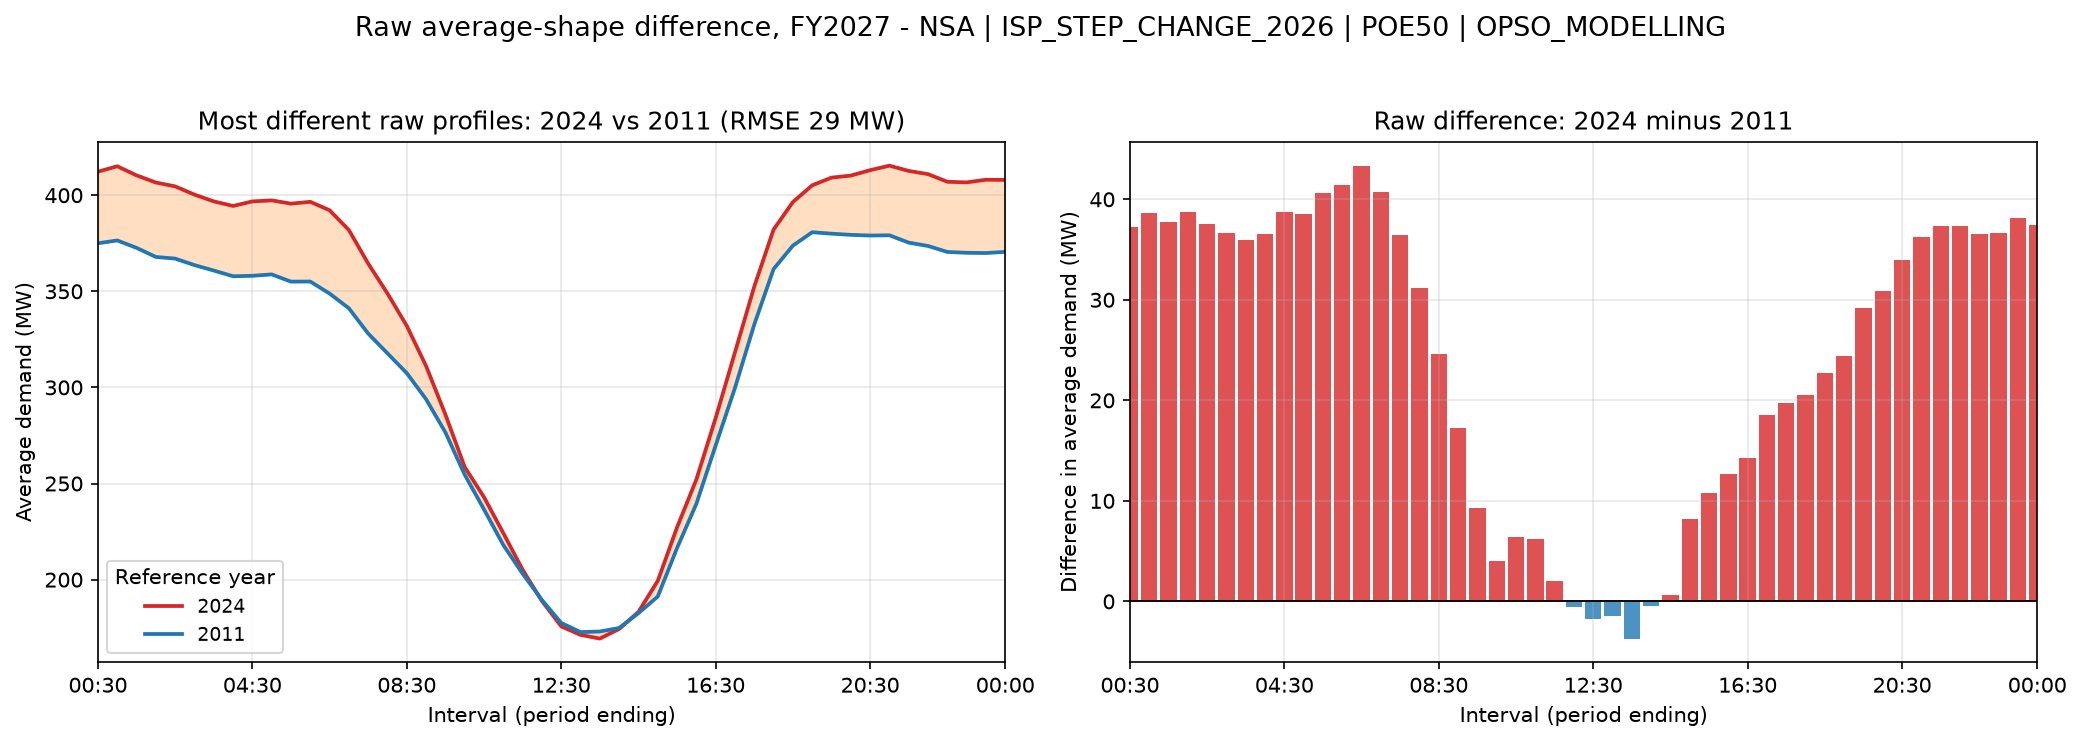 Raw average-shape difference, FY2027 - NSA | ISP_STEP_CHANGE_2026 | POE50 | OPSO_MODELLING
Most different raw profiles: 2024 vs 2011 (RMSE 29 MW)
Average demand (MW)
400
350
300
250
200
Reference year
2024
2011
00:30 04:30 08:30 12:30 16:30 20:30 00:00
Interval (period ending)
Raw difference: 2024 minus 2011
Difference in average demand (MW)
40
30
20
10
0
00:30 04:30 08:30 12:30 16:30 20:30 00:00
Interval (period ending)